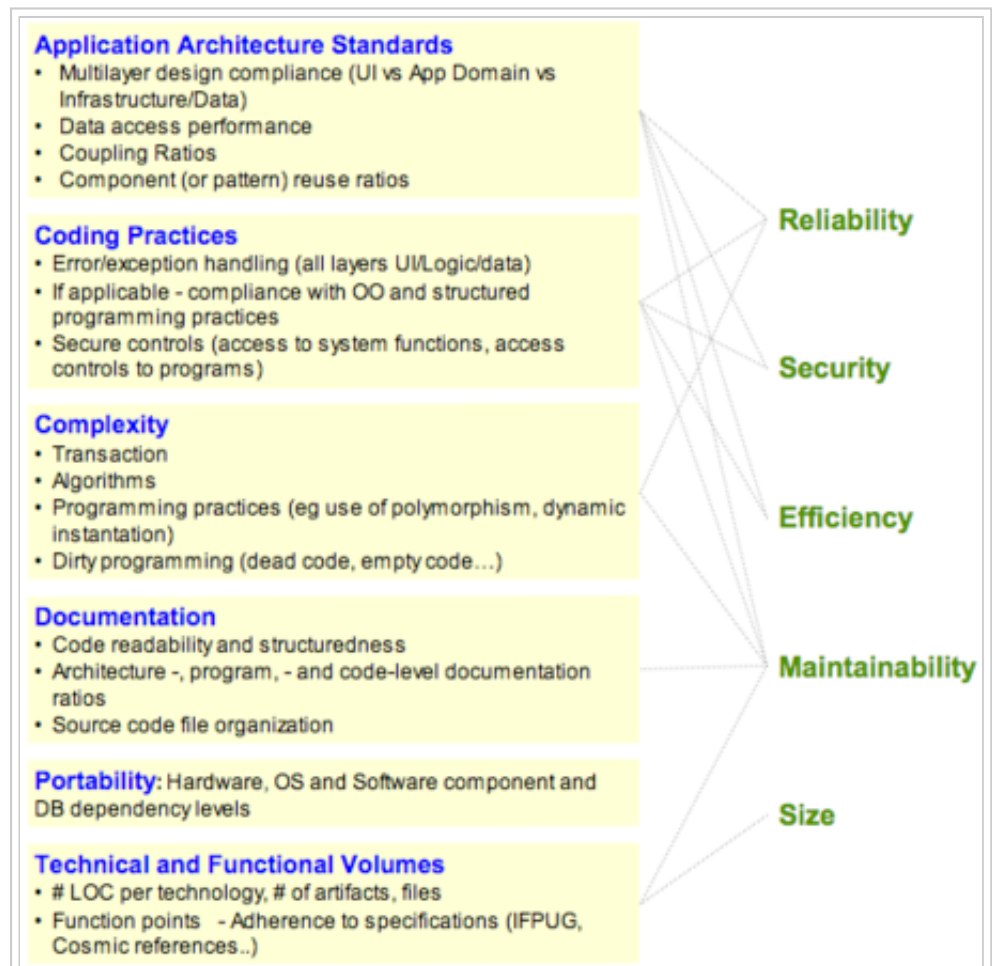 Application Architecture Standards
• Multilayer design compliance (UI vs App Domain vs
Infrastructure/Data)
• Data access performance
• Coupling Ratios
• Component (or pattern) reuse ratios
Coding Practices
• Error/exception handling (all layers UI/Logic/data)
• If applicable - compliance with OO and structured
programming practices
• Secure controls (access to system functions, access
controls to programs)
Complexity
• Transaction
• Algorithms
• Programming practices (eg use of polymorphism, dynamic
instantation)
• Dirty programming (dead code, empty code…)
Documentation
• Code readability and structuredness
• Architecture -, program, - and code-level documentation
ratios
• Source code file organization
Portability: Hardware, OS and Software component and
DB dependency levels
Technical and Functional Volumes
• # LOC per technology, # of artifacts, files
• Function points - Adherence to specifications (IFPUG,
Cosmic references..)
Reliability
Security
Efficiency
Maintainability
Size